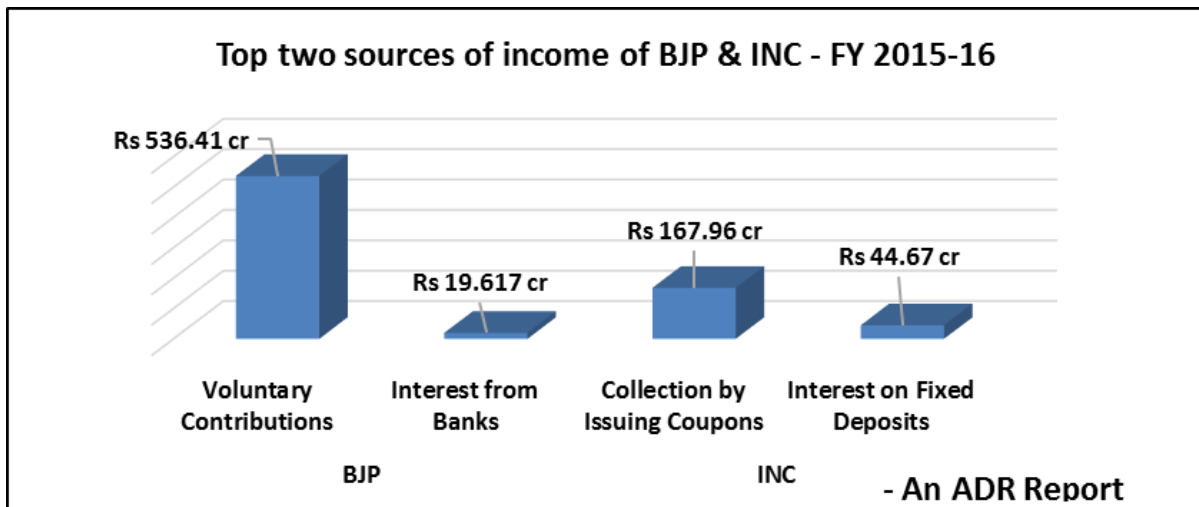 Top two sources of income of BJP & INC - FY 2015-16
Rs 536.41 cr
Rs 19.617 cr
Rs 167.96 cr
Rs 44.67 cr
Voluntary
Contributions
Interest from
Banks
Collection by
Issuing Coupons
Interest on Fixed
Deposits
BJP
INC
- An ADR Report